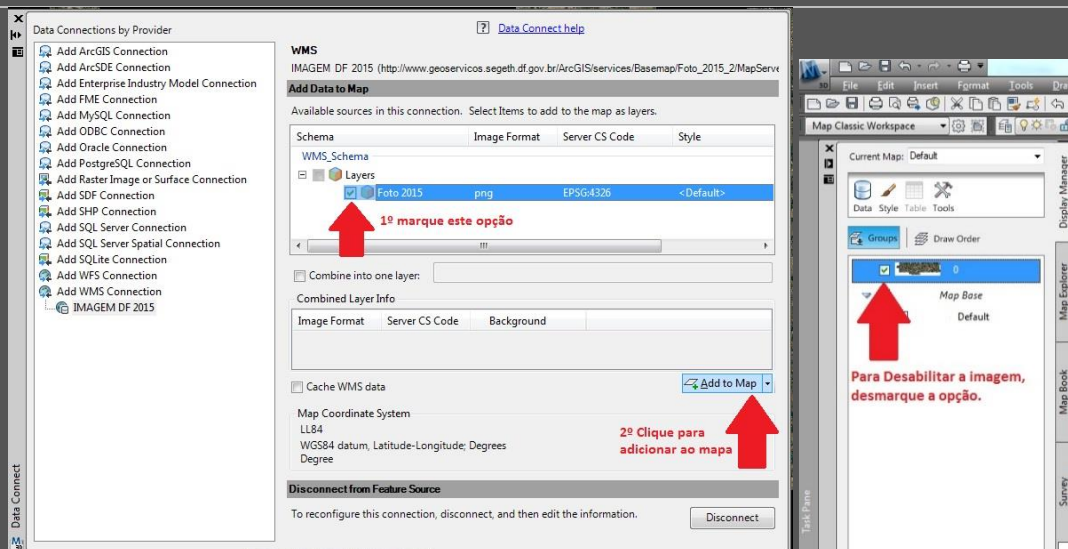 Data Connections by Provider
Add ArcGIS Connection
Add ArcSDE Connection
Add Enterprise Industry Model Connection
Add FME Connection
Add MySQL Connection
Add ODBC Connection
Add Oracle Connection
Add PostgreSQL Connection
Add Raster Image or Surface Connection
Add SDF Connection
Add SHP Connection
Add SQL Server Connection
Add SQL Server Spatial Connection
Add SQLite Connection
Add WFS Connection
Add WMS Connection
IMAGEM DF 2015
Data Connect
Data Connect help
WMS
IMAGEM DF 2015 (http://www.geoservicos.segeth.df.gov.br/ArcGIS/services/Basemap/Foto_2015_2/MapServe
Add Data to Map
Available sources in this connection. Select Items to add to the map as layers.
Schema Image Format Server CS Code Style
WMS_Schema
Layers
Foto 2015 png EPSG:4326 <Default>
1º marque este opção
Combine into one layer:
Combined Layer Info
Image Format Server CS Code Background
Cache WMS data
Add to Map
Map Coordinate System
LL84
WGS84 datum, Latitude-Longitude; Degrees
Degree
2º Clique para
adicionar ao mapa
Disconnect from Feature Source
To reconfigure this connection, disconnect, and then edit the information.
Disconnect
3D
File Edit Insert Format Tools Dra
Map Classic Workspace
Current Map: Default
Data Style Table Tools
Groups Draw Order
0
Map Base
Default
Para Desabilitar a imagem,
desmarque a opção.
Display Manager
Map Explorer
Map Book
Survey
Task Pane